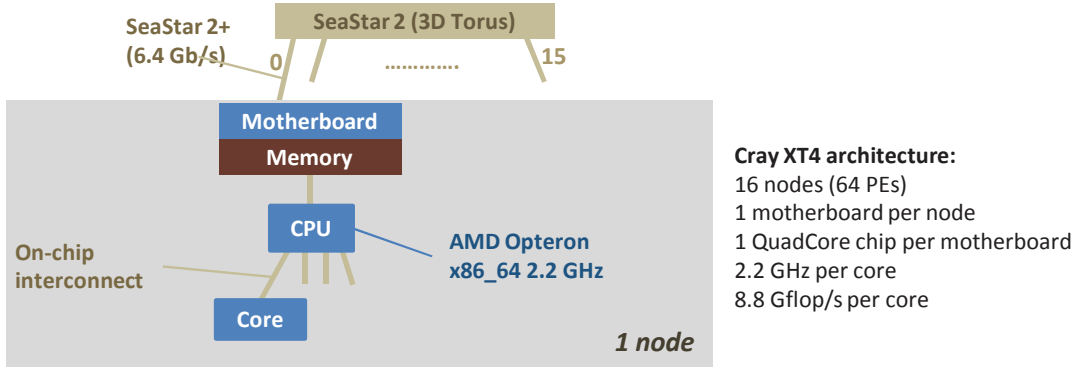 SeaStar 2+
(6.4 Gb/s)
SeaStar 2 (3D Torus)
0
………….
15
Motherboard
Memory
CPU
On-chip
interconnect
AMD Opteron
x86_64 2.2 GHz
Core
1 node
Cray XT4 architecture:
16 nodes (64 PEs)
1 motherboard per node
1 QuadCore chip per motherboard
2.2 GHz per core
8.8 Gflop/s per core